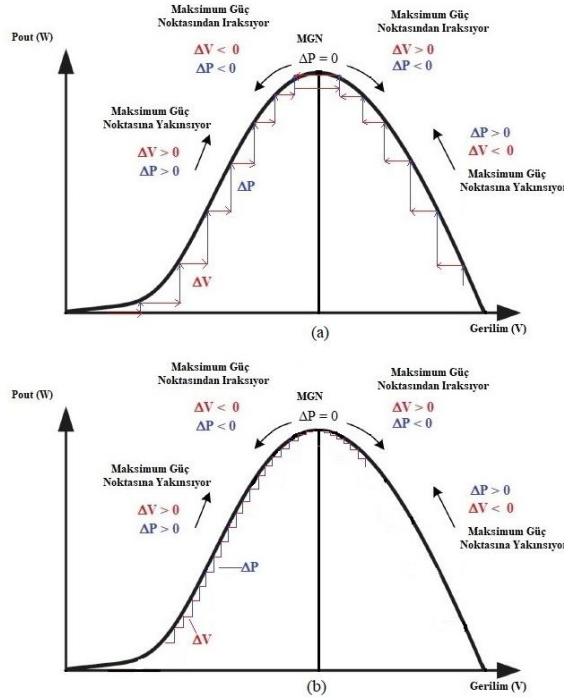 Maksimum Güç
Noktasından Iraksıyor
Pout (W)
ΔV < 0
ΔP < 0
MGN
ΔP = 0
Maksimum Güç
Noktasından Iraksıyor
ΔV > 0
ΔP < 0
Maksimum Güç
Noktasına Yakınsıyor
ΔV > 0
ΔP > 0
ΔP > 0
ΔV < 0
Maksimum Güç
Noktasına Yakınsıyor
ΔP
ΔV
Gerilim (V)
(a)
Maksimum Güç
Noktasından Iraksıyor
Pout (W)
ΔV < 0
ΔP < 0
MGN
ΔP = 0
Maksimum Güç
Noktasından Iraksıyor
ΔV > 0
ΔP < 0
Maksimum Güç
Noktasına Yakınsıyor
ΔV > 0
ΔP > 0
ΔP > 0
ΔV < 0
Maksimum Güç
Noktasına Yakınsıyor
ΔP
ΔV
Gerilim (V)
(b)